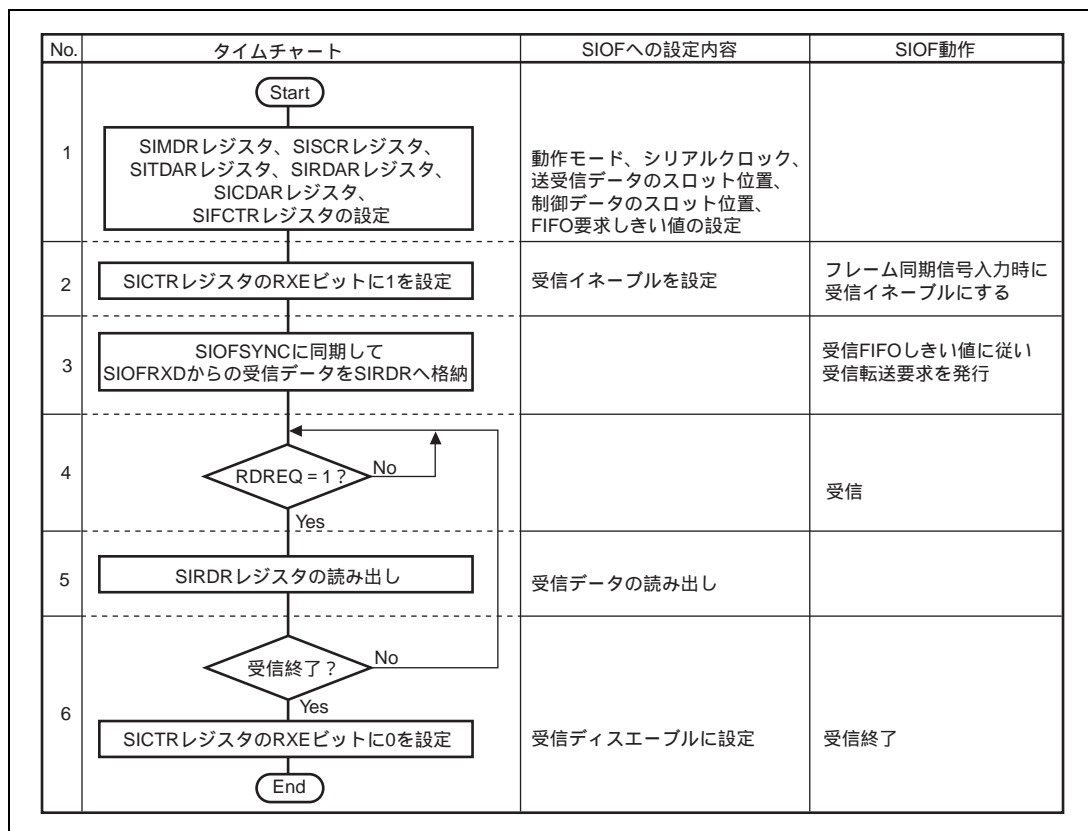 No.
タイムチャート
SIOFへの設定内容
SIOF動作
Start
1
SIMDRレジスタ、SISCRレジスタ、
SITDARレジスタ、SIRDARレジスタ、
SICDARレジスタ、
SIFCTRレジスタの設定
動作モード、シリアルクロック、
送受信データのスロット位置、
制御データのスロット位置、
FIFO要求しきい値の設定
2
SICTRレジスタのRXEビットに1を設定
受信イネーブルを設定
フレーム同期信号入力時に
受信イネーブルにする
3
SIOFSYNCに同期して
SIOFRXDからの受信データをSIRDRへ格納
受信FIFOしきい値に従い
受信転送要求を発行
4
RDREQ = 1 ?
No
Yes
受信
5
SIRDRレジスタの読み出し
受信データの読み出し
6
受信終了 ?
No
Yes
SICTRレジスタのRXEビットに0を設定
受信ディスエーブルに設定
受信終了
End